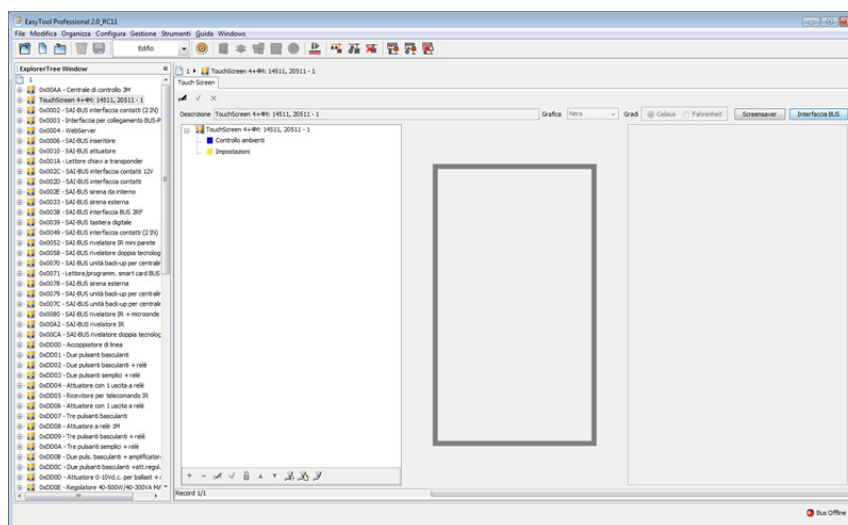 EasyTool Professional 2.0_RC11
File Modifica Organizza Configura Gestione Strumenti Guida Windows
Edifici
ExplorerTree Window
1
0x00AA - Centrale di controllo 3M
TouchScreen 4+4M: 14511, 20511 - 1
0x0002 - SAI-BUS interfaccia contatti (2 IN)
0x0003 - Interfaccia per collegamento BUS-P
0x0004 - WebServer
0x0006 - SAI-BUS inseritore
0x0010 - SAI-BUS attuatore
0x001A - Lettore chiavi a transponder
0x002C - SAI-BUS interfaccia contatti 12V
0x002D - SAI-BUS interfaccia contatti
0x002E - SAI-BUS sirena da interno
0x0033 - SAI-BUS sirena esterna
0x0038 - SAI-BUS interfaccia BUS 2RF
0x0039 - SAI-BUS tastiera digitale
0x0049 - SAI-BUS interfaccia contatti (2 IN)
0x0052 - SAI-BUS rivelatore IR mini parete
0x0058 - SAI-BUS rivelatore doppia tecnolog
0x0070 - SAI-BUS unità back-up per centralin
0x0071 - Lettore/programm. smart card BUS
0x0078 - SAI-BUS sirena esterna
0x0079 - SAI-BUS unità back-up per centralin
0x007C - SAI-BUS unità back-up per centralin
0x0080 - SAI-BUS rivelatore IR + microonde
0x00A2 - SAI-BUS rivelatore IR
0x00CA - SAI-BUS rivelatore doppia tecnolog
0xDD00 - Accoppiatore di linea
0xDD01 - Due pulsanti basculanti
0xDD02 - Due pulsanti basculanti + relè
0xDD03 - Due pulsanti semplici + relè
0xDD04 - Attuatore con 1 uscita a relè
0xDD05 - Ricevitore per telecomando IR
0xDD06 - Attuatore con 1 uscita a relè
0xDD07 - Tre pulsanti basculanti
0xDD08 - Attuatore a relè 1M
0xDD09 - Tre pulsanti basculanti + relè
0xDD0A - Tre pulsanti semplici + relè
0xDD0B - Due puls. basculanti + amplificator
0xDD0C - Due pulsanti basculanti +att.regol.
0xDD0D - Attuatore 0-10Vd.c. per ballast +
0xDD0E - Regolatore 40-500W/40-300VA MA
1 TouchScreen 4+4M: 14511, 20511 - 1
Touch Screen
Descrizione TouchScreen 4+4M: 14511, 20511 - 1 Grafica Nero Gradi Celsius Fahrenheit Screensaver Interfaccia BUS
TouchScreen 4+4M: 14511, 20511 - 1
Controllo ambienti
Impostazioni
Record 1/1
Bus Offline